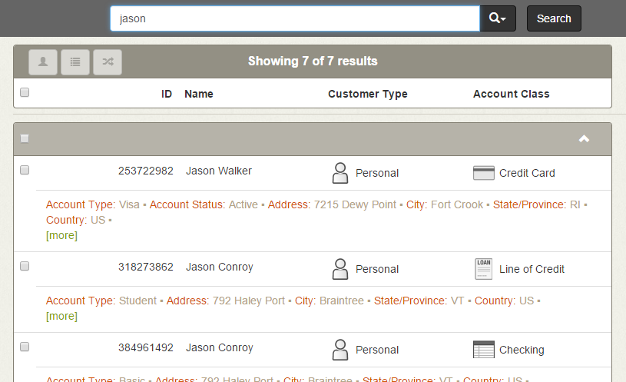 jason Search
Showing 7 of 7 results
ID Name Customer Type Account Class
253722982 Jason Walker Personal Credit Card
Account Type: Visa • Account Status: Active • Address: 7215 Dewy Point • City: Fort Crook • State/Province: RI •
Country: US •
[more]
318273862 Jason Conroy Personal LOAN Line of Credit
Account Type: Student • Address: 792 Haley Port • City: Braintree • State/Province: VT • Country: US •
[more]
384961492 Jason Conroy Personal Checking
Account Type: Basic • Address: 792 Haley Port • City: Braintree • State/Province: VT • Country: US •